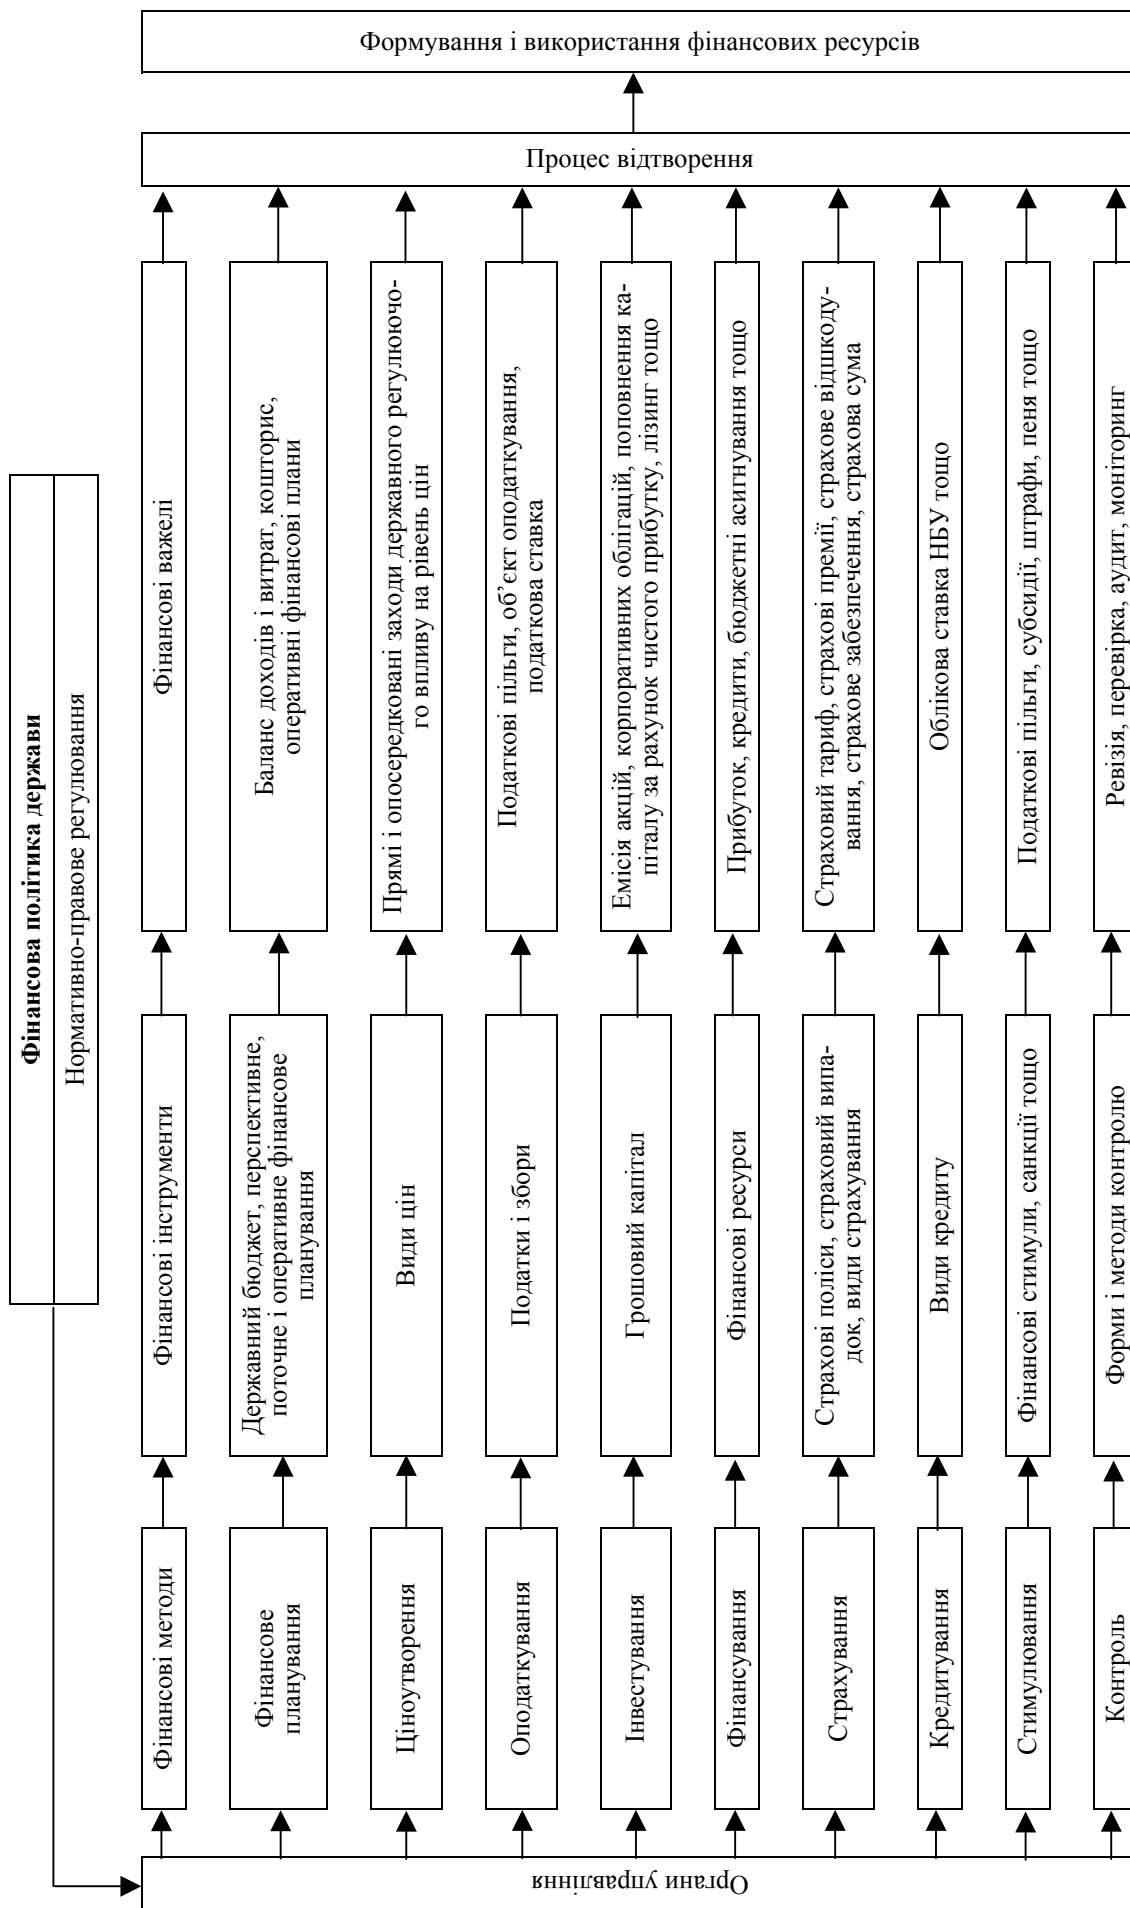 Фінансова політика держави
Нормативно-правове регулювання
Органи управління
Фінансові методи
Фінансові інструменти
Фінансові важелі
Фінансове
планування
Державний бюджет, перспективне,
поточне і оперативне фінансове
планування
Баланс доходів і витрат, кошторис,
оперативні фінансові плани
Ціноутворення
Види цін
Прямі і опосередковані заходи державного регулюючо-
го впливу на рівень цін
Оподаткування
Податки і збори
Податкові пільги, об’єкт оподаткування,
податкова ставка
Інвестування
Грошовий капітал
Емісія акцій, корпоративних облігацій, поповнення ка-
піталу за рахунок чистого прибутку, лізинг тощо
Фінансування
Фінансові ресурси
Прибуток, кредити, бюджетні асигнування тощо
Страхування
Страхові поліси, страховий випа-
док, види страхування
Страховий тариф, страхові премії, страхове відшкоду-
вання, страхове забезпечення, страхова сума
Кредитування
Види кредиту
Облікова ставка НБУ тощо
Стимулювання
Фінансові стимули, санкції тощо
Податкові пільги, субсидії, штрафи, пеня тощо
Контроль
Форми і методи контролю
Ревізія, перевірка, аудит, моніторинг
Процес відтворення
Формування і використання фінансових ресурсів